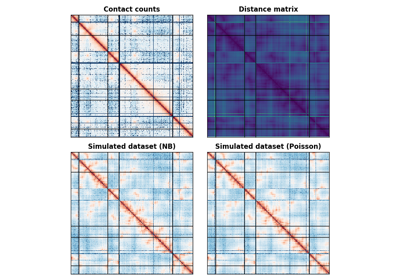 Contact counts
Distance matrix
Simulated dataset (NB)
Simulated dataset (Poisson)